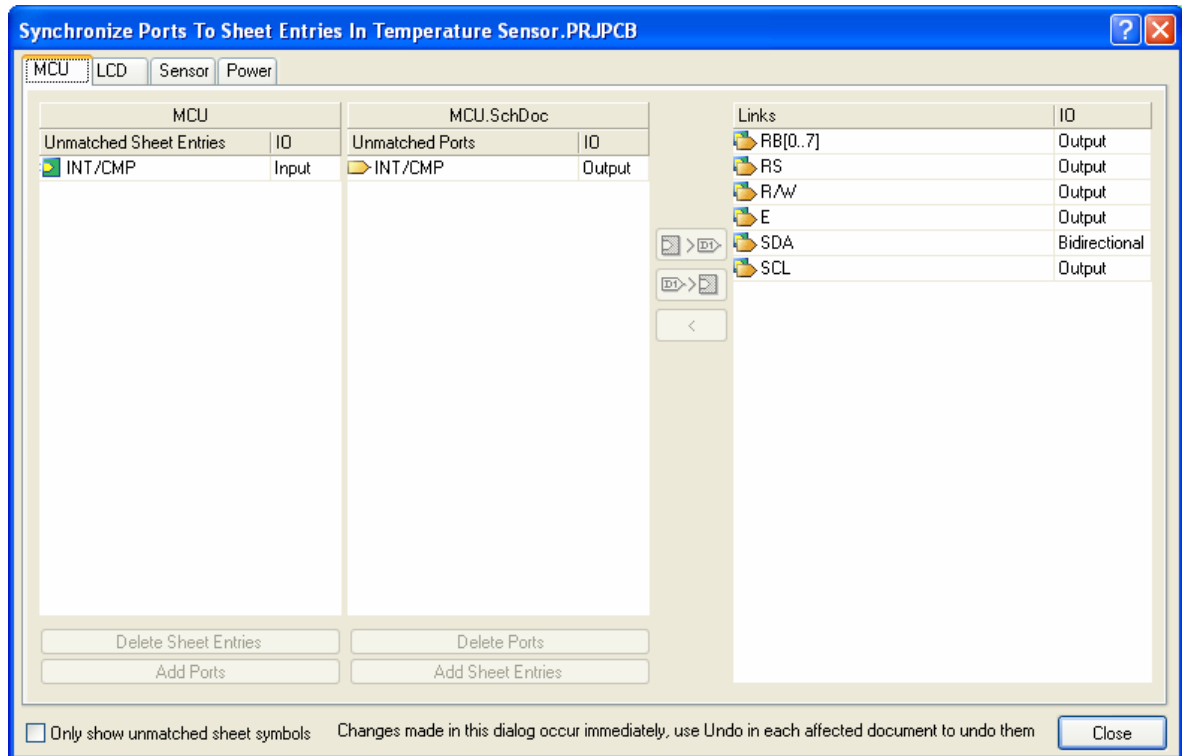 Synchronize Ports To Sheet Entries In Temperature Sensor.PRJPCB
MCU LCD Sensor Power
MCU MCU.SchDoc Links IO
Unmatched Sheet Entries IO Unmatched Ports IO RB[0..7] Output
INT/CMP Input INT/CMP Output RS Output
R/W Output
E Output
SDA Bidirectional
SCL Output
D1
D1
<
Delete Sheet Entries Delete Ports
Add Ports Add Sheet Entries
Only show unmatched sheet symbols Changes made in this dialog occur immediately, use Undo in each affected document to undo them Close